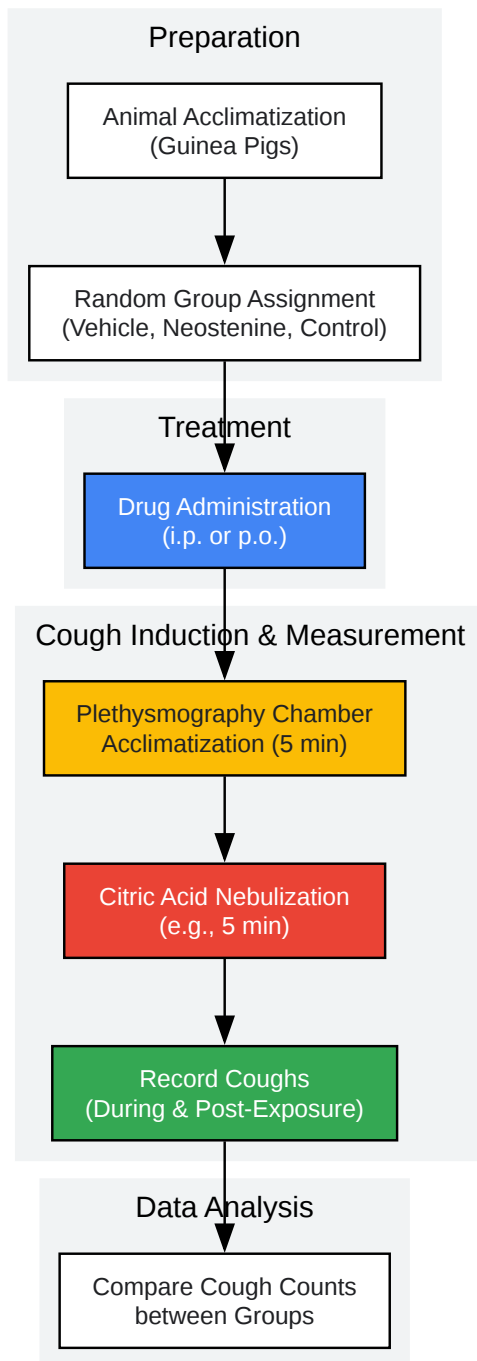 Preparation
Animal Acclimatization
(Guinea Pigs)
Random Group Assignment
(Vehicle, Neostenine, Control)
Treatment
Drug Administration
(i.p. or p.o.)
Cough Induction & Measurement
Plethysmography Chamber
Acclimatization (5 min)
Citric Acid Nebulization
(e.g., 5 min)
Record Coughs
(During & Post-Exposure)
Data Analysis
Compare Cough Counts
between Groups